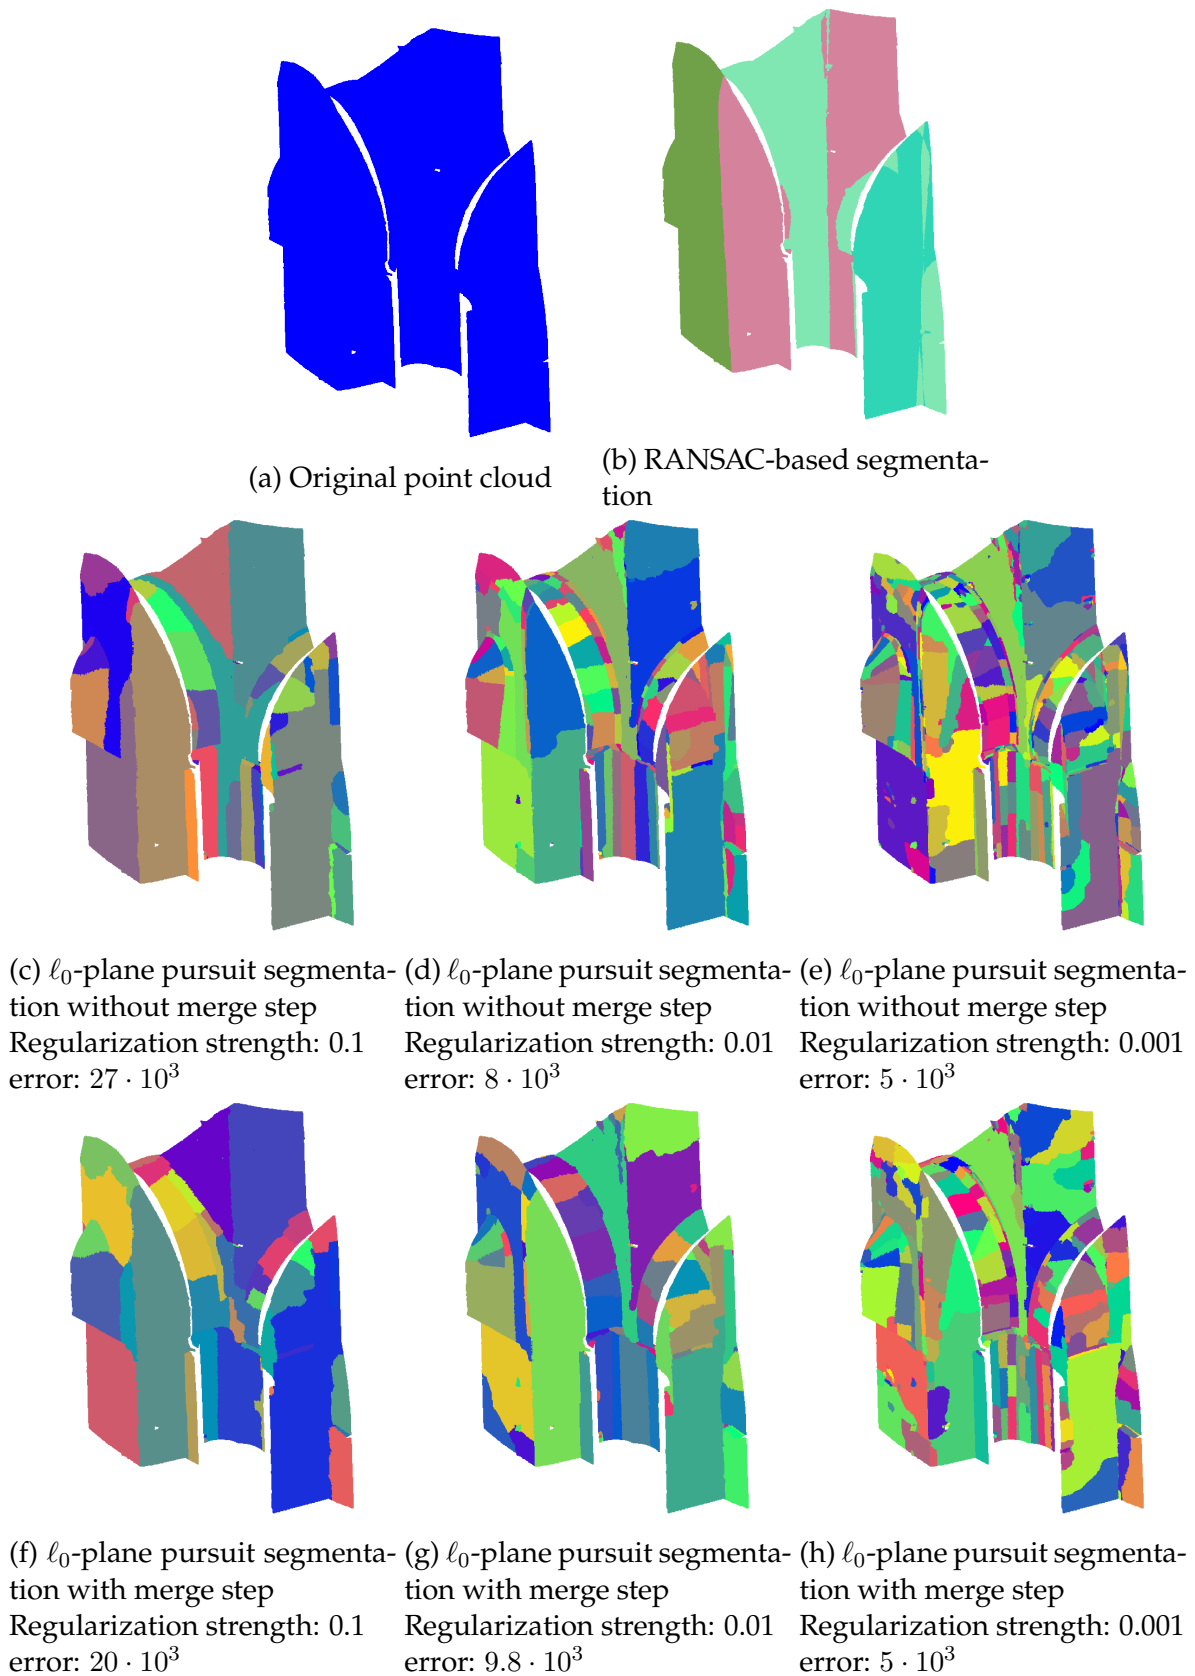 (a) Original point cloud
(b) RANSAC-based segmenta-
tion
(c) ℓ₀-plane pursuit segmenta-
tion without merge step
Regularization strength: 0.1
error: 27 · 10³
(d) ℓ₀-plane pursuit segmenta-
tion without merge step
Regularization strength: 0.01
error: 8 · 10³
(e) ℓ₀-plane pursuit segmenta-
tion without merge step
Regularization strength: 0.001
error: 5 · 10³
(f) ℓ₀-plane pursuit segmenta-
tion with merge step
Regularization strength: 0.1
error: 20 · 10³
(g) ℓ₀-plane pursuit segmenta-
tion with merge step
Regularization strength: 0.01
error: 9.8 · 10³
(h) ℓ₀-plane pursuit segmenta-
tion with merge step
Regularization strength: 0.001
error: 5 · 10³